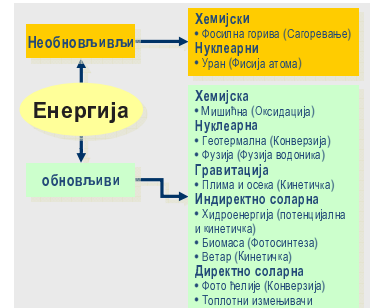 Необновљивљи
Хемијски
• Фосилна горива (Сагоревање)
Нуклеарни
• Уран (Фисија атома)
Енергија
обновљиви
Хемијска
• Мишићна (Оксидација)
Нуклеарна
• Геотермална (Конверзија)
• Фузија (Фузија водоника)
Гравитација
• Плима и осека (Кинетичка)
Индиректно соларна
• Хидроенергија (потенцијална
и кинетичка)
• Биомаса (Фотосинтеза)
• Ветар (Кинетичка)
Директно соларна
• Фото ћелије (Конверзија)
• Топлотни измењивачи